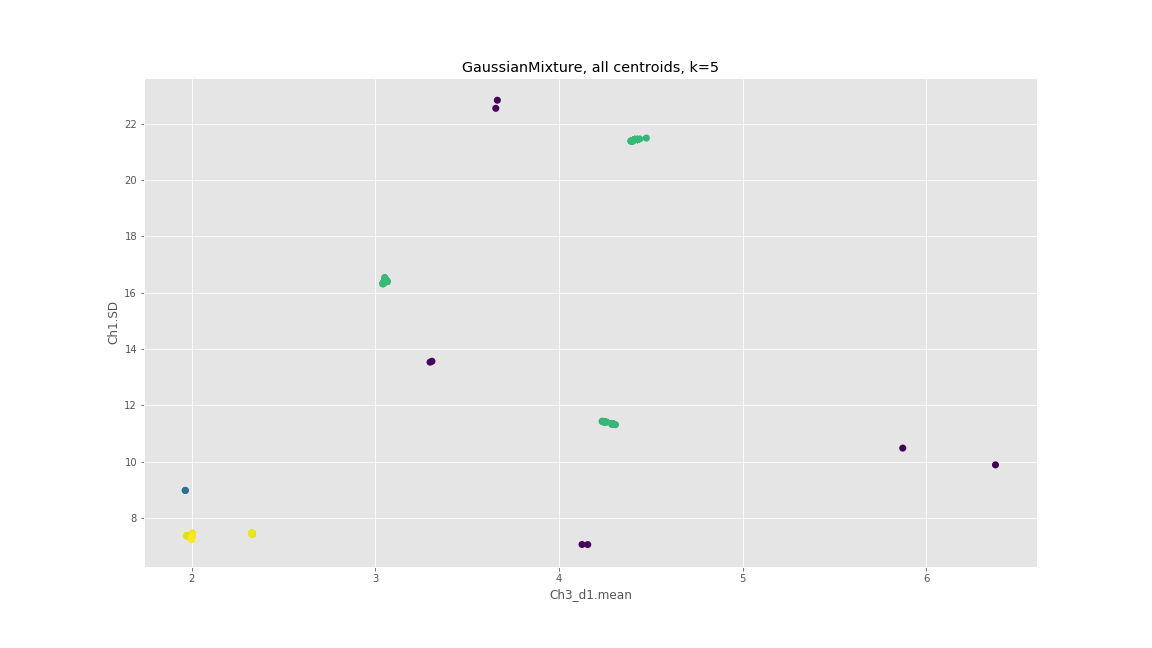 GaussianMixture, all centroids, k=5
22
20
18
16
14
12
10
8
Ch1.SD
2 3 4 5 6
Ch3_d1.mean